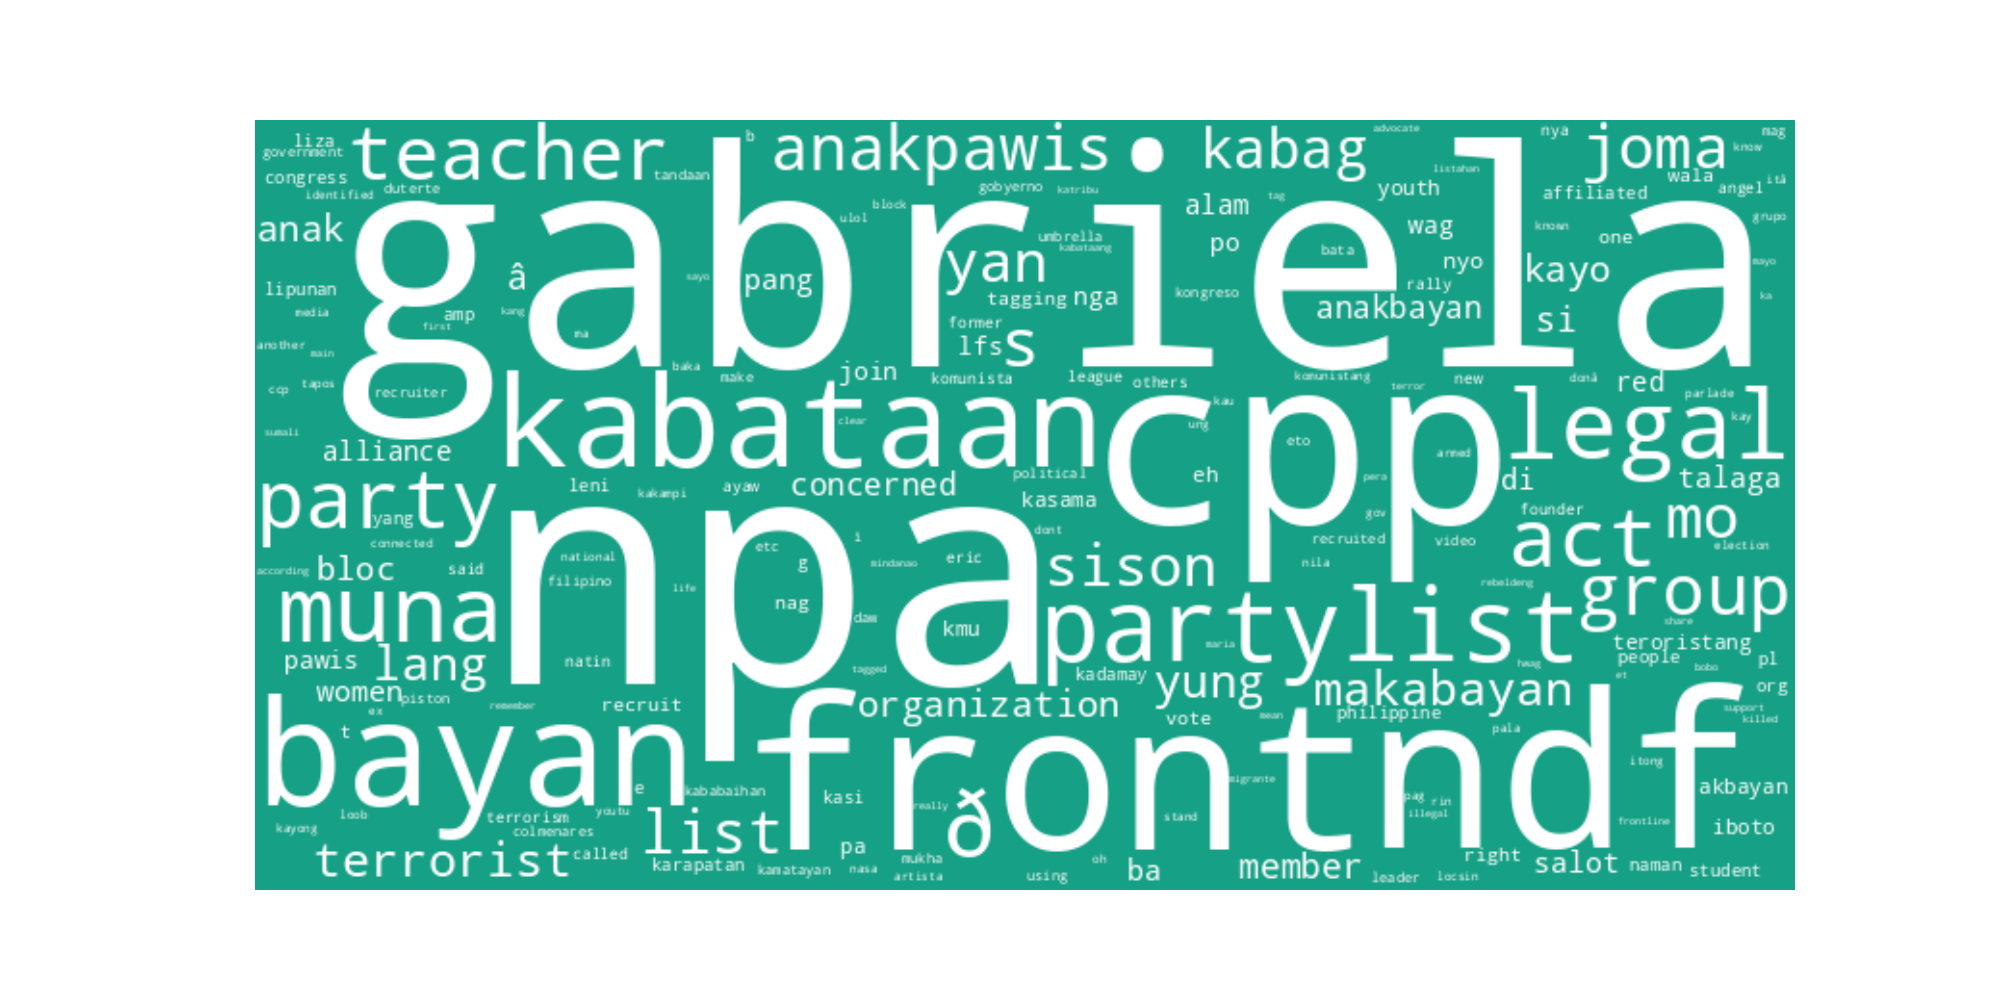 liza
government
teacher
b
anakpawis
kabag
advocate
nya
joma
mag
know
congress
identified
duterte
tandaan
gobyerno
katribu
listahan
youth
affiliated
wala
angel
itâ
anak
gabriela
ulol
block
alam
tag
wag
known
one
grupo
umbrella
kabataang
po
bata
nyo
kayo
mayo
lipunan
â
sayo
pang
yan
tagging
nga
kongreso
rally
anakbayan
si
ka
media
amp
first
kang
ma
former
lfs
s
another
main
baka
make
join
komunista
league
others
komunistang
terror
new
donâ
red
parlade
ccp
tapos
recruiter
kabataan
clear
cpp
kau
ung
eto
armed
legal
kay
sumali
alliance
leni
kakampi
ayaw
concerned
political
kasama
eh
pera
gov
di
talaga
party
yang
connected
npa
etc
i
dont
recruited
video
founder
act
mo
election
according
bloc
said
national
filipino
life
g
mindanao
eric
sison
nila
rebeldeng
group
share
muna
nag
daw
kmu
partylist
maria
teroristang
pawis
lang
natin
tagged
kadamay
yung
hwag
makabayan
people
bobo
pl
et
women
piston
ex
remember
recruit
organization
vote
mean
philippine
pala
org
support
killed
bayan
t
e
kababaihan
front
migrante
ndf
itong
akbayan
kayong
loob
terrorism
colmenares
youtu
list
kasi
really
ð
stand
pag
rin
illegal
frontline
iboto
terrorist
called
karapatan
kamatayan
pa
nasa
mukha
artista
using
oh
ba
member
leader
locsin
right
salot
naman
student